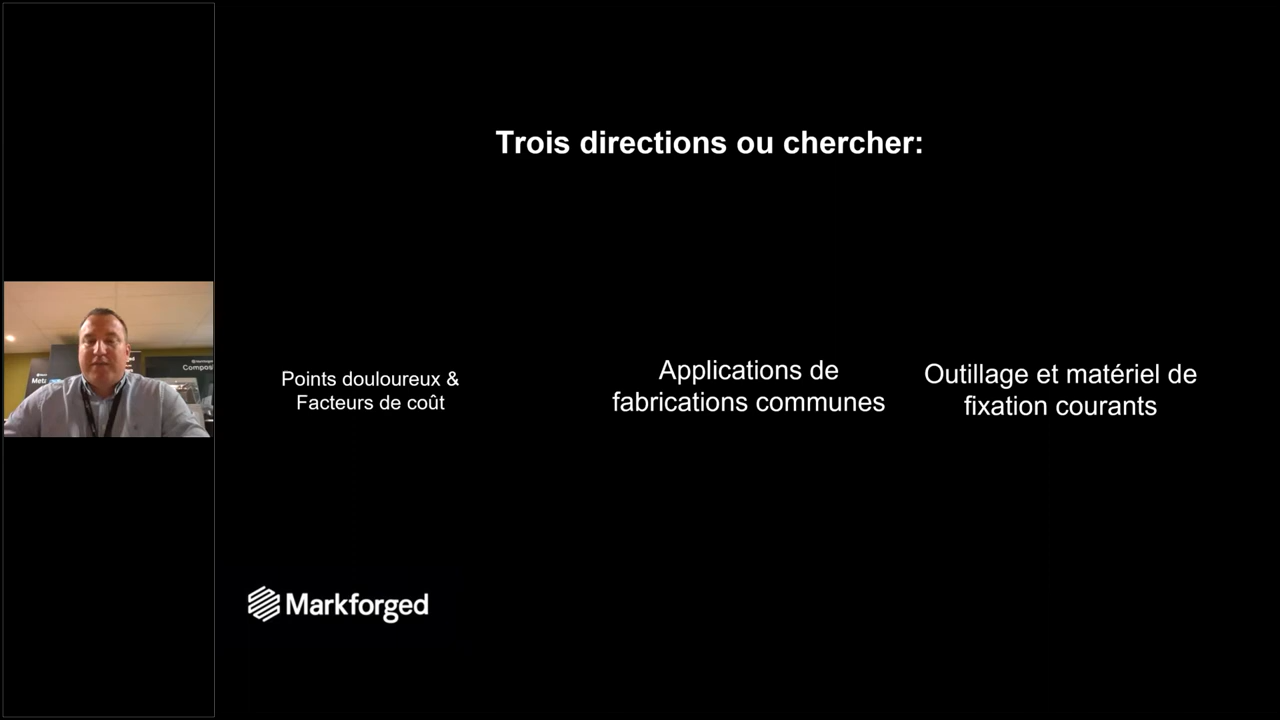 Trois directions ou chercher:
Points douloureux &
Facteurs de coût
Applications de
fabrications communes
Outillage et matériel de
fixation courants
Markforged